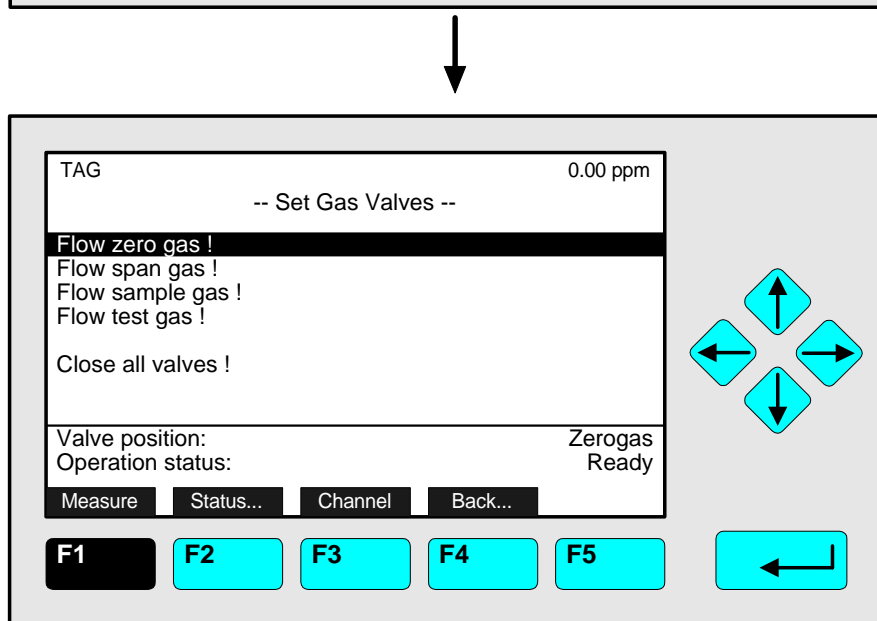 TAG 0.00 ppm
-- Set Gas Valves --
Flow zero gas !
Flow span gas !
Flow sample gas !
Flow test gas !
Close all valves !
Valve position: Zerogas
Operation status: Ready
Measure Status... Channel Back...
F1 F2 F3 F4 F5